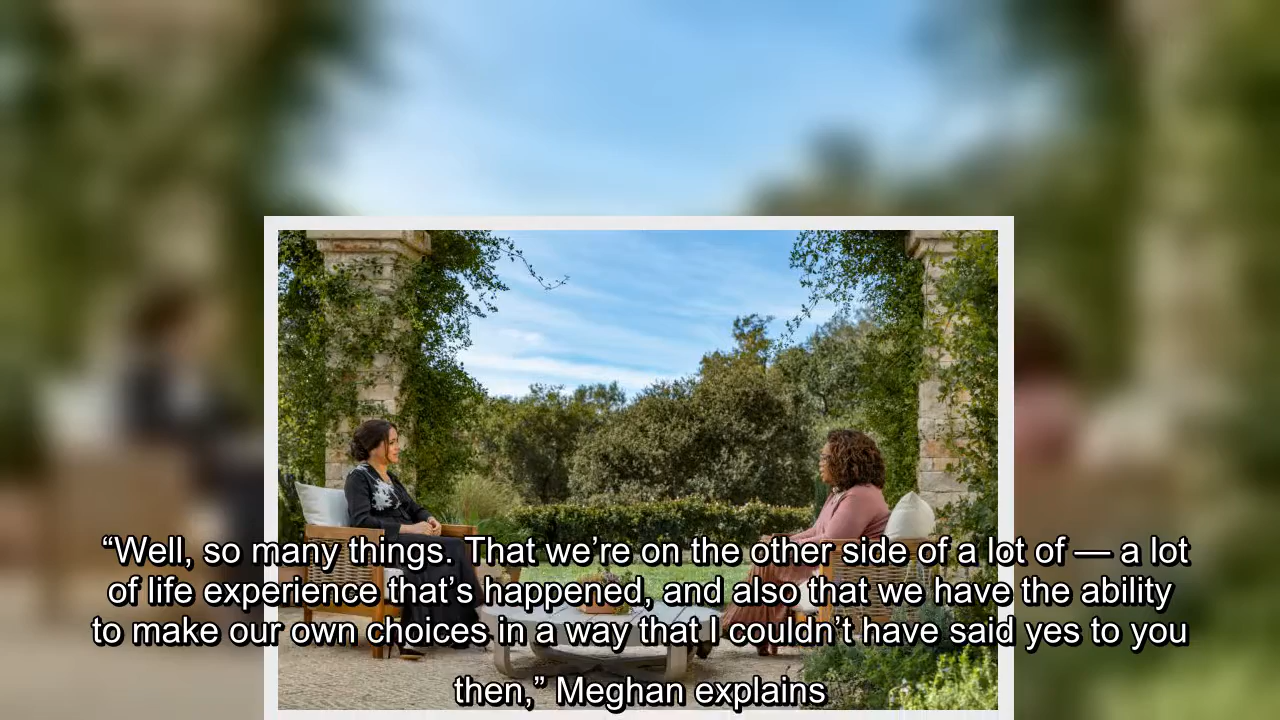 “Well, so many things. That we’re on the other side of a lot of — a lot
of life experience that’s happened, and also that we have the ability
to make our own choices in a way that I couldn’t have said yes to you
then,” Meghan explains